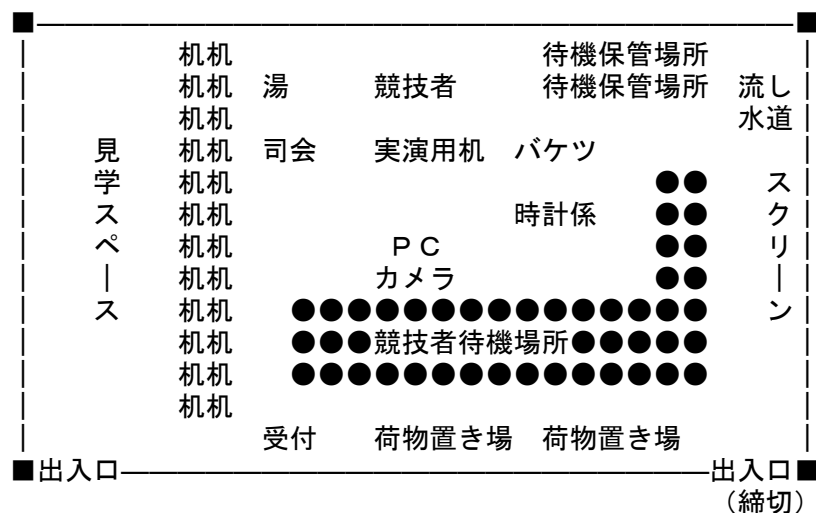 ■――――――――――――――――――――――――――■
机机 待機保管場所
机机 湯 競技者 待機保管場所 流し
机机 水道
見 机机 司会 実演用机 バケツ
学 机机 ●● ス
ス 机机 時計係 ●● ク
ペ 机机 ＰＣ ●● リ
｜ 机机 カメラ ●● ｜
ス 机机 ●●●●●●●●●●●●●●● ン
机机 ●●●競技者待機場所●●●●●
机机 ●●●●●●●●●●●●●●●
机机
受付 荷物置き場 荷物置き場
■出入口―――――――――――――――――――――出入口■
（締切）